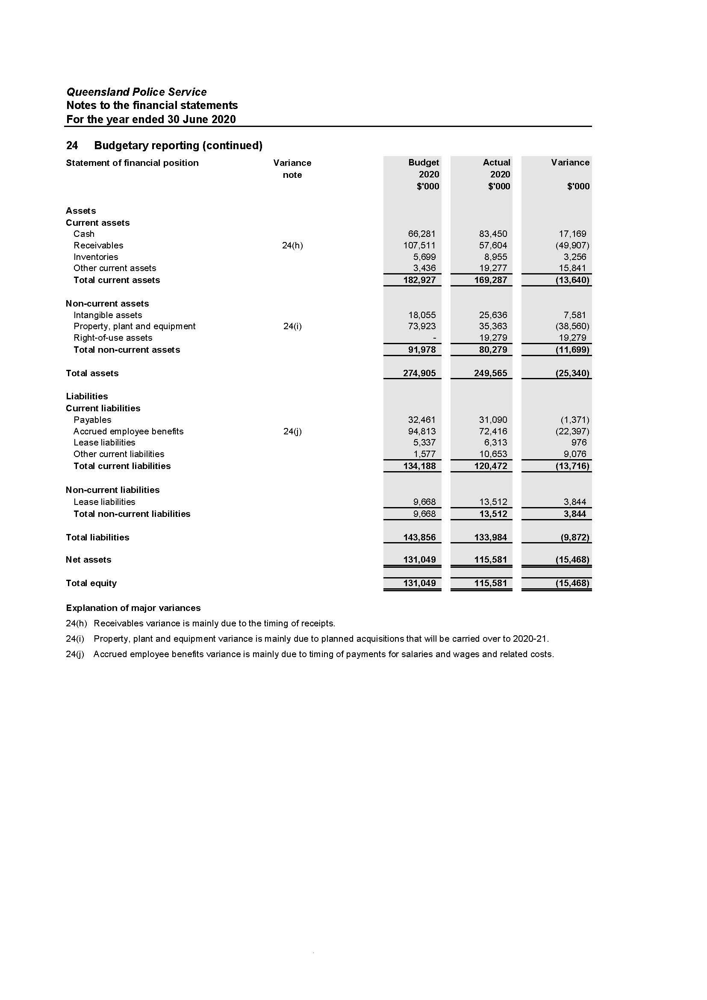 Queensland Police Service
Notes to the financial statements
For the year ended 30 June 2020
24 Budgetary reporting (continued)
Statement of financial position Variance Budget Actual Variance
note 2020 2020
$'000 $'000 $'000
Assets
Current assets
Cash 66,281 83,450 17,169
Receivables 24(h) 107,511 57,604 (49,907)
Inventories 5,699 8,955 3,256
Other current assets 3,436 19,277 15,841
Total current assets 182,927 169,287 (13,640)
Non-current assets
Intangible assets 18,055 25,636 7,581
Property, plant and equipment 24(i) 73,923 35,363 (38,560)
Right-of-use assets - 19,279 19,279
Total non-current assets 91,978 80,279 (11,699)
Total assets 274,905 249,565 (25,340)
Liabilities
Current liabilities
Payables 32,461 31,090 (1,371)
Accrued employee benefits 24(j) 94,813 72,416 (22,397)
Lease liabilities 5,337 6,313 976
Other current liabilities 1,577 10,653 9,076
Total current liabilities 134,188 120,472 (13,716)
Non-current liabilities
Lease liabilities 9,668 13,512 3,844
Total non-current liabilities 9,668 13,512 3,844
Total liabilities 143,856 133,984 (9,872)
Net assets 131,049 115,581 (15,468)
Total equity 131,049 115,581 (15,468)
Explanation of major variances
24(h) Receivables variance is mainly due to the timing of receipts.
24(i) Property, plant and equipment variance is mainly due to planned acquisitions that will be carried over to 2020-21.
24(j) Accrued employee benefits variance is mainly due to timing of payments for salaries and wages and related costs.